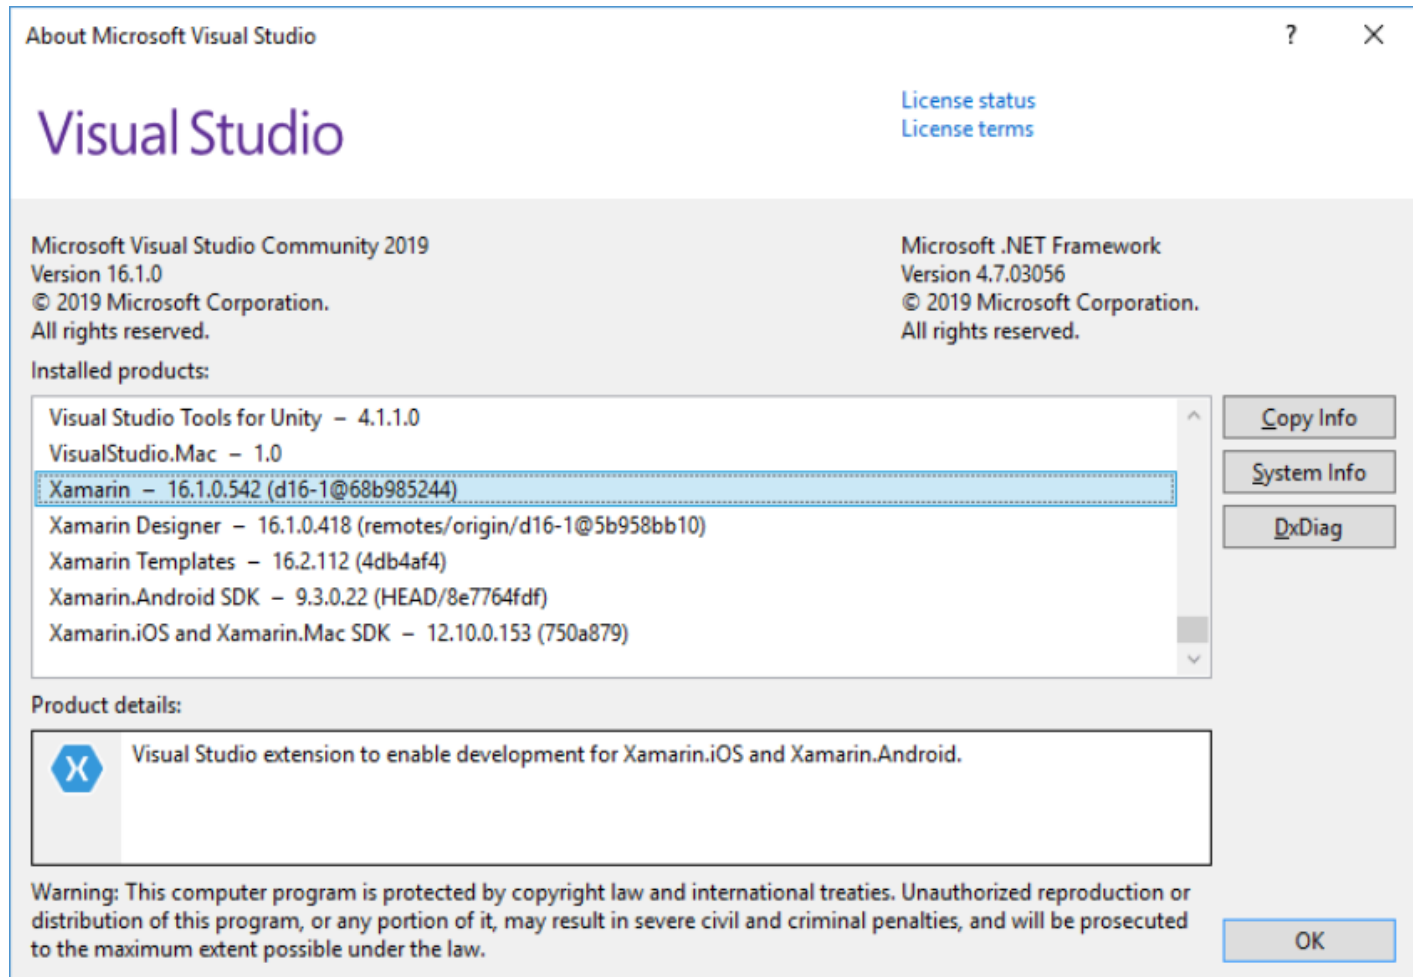 About Microsoft Visual Studio
?
Visual Studio
License status
License terms
Microsoft Visual Studio Community 2019
Version 16.1.0
© 2019 Microsoft Corporation.
All rights reserved.
Microsoft .NET Framework
Version 4.7.03056
© 2019 Microsoft Corporation.
All rights reserved.
Installed products:
Visual Studio Tools for Unity – 4.1.1.0
VisualStudio.Mac – 1.0
Xamarin – 16.1.0.542 (d16-1@68b985244)
Xamarin Designer – 16.1.0.418 (remotes/origin/d16-1@5b958bb10)
Xamarin Templates – 16.2.112 (4db4af4)
Xamarin.Android SDK – 9.3.0.22 (HEAD/8e7764fdf)
Xamarin.iOS and Xamarin.Mac SDK – 12.10.0.153 (750a879)
Copy Info
System Info
DxDiag
Product details:
X
Visual Studio extension to enable development for Xamarin.iOS and Xamarin.Android.
Warning: This computer program is protected by copyright law and international treaties. Unauthorized reproduction or
distribution of this program, or any portion of it, may result in severe civil and criminal penalties, and will be prosecuted
to the maximum extent possible under the law.
OK